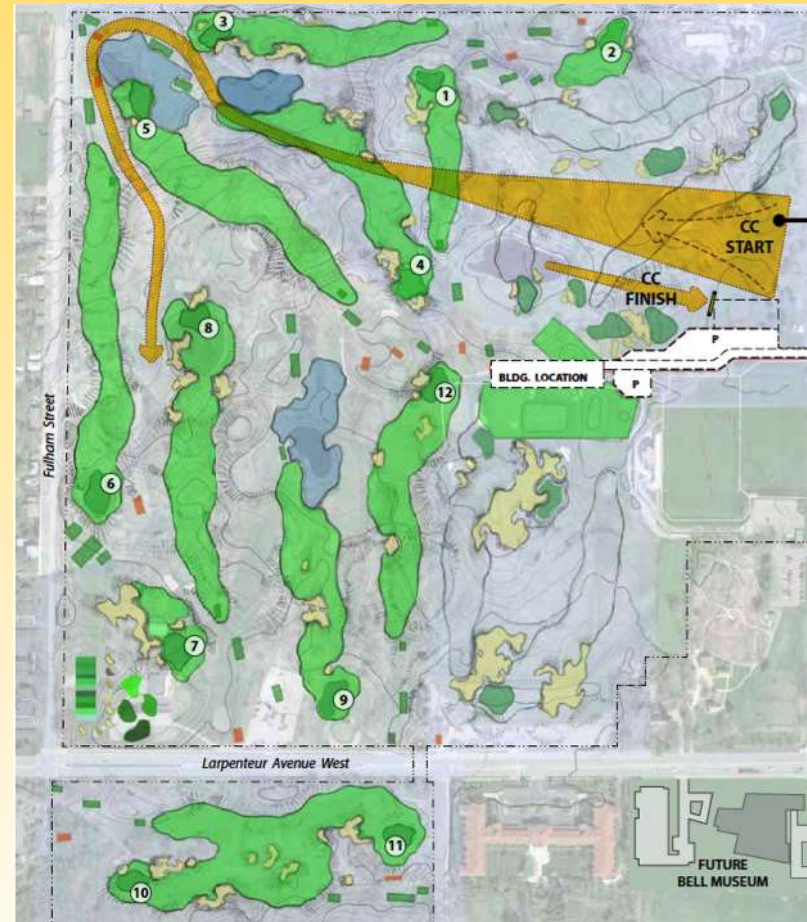 3
2
1
5
CC
START
4
CC
FINISH
8
P
BLDG. LOCATION
P
12
Fulham Street
6
7
9
Larpenteur Avenue West
11
10
FUTURE
BELL MUSEUM